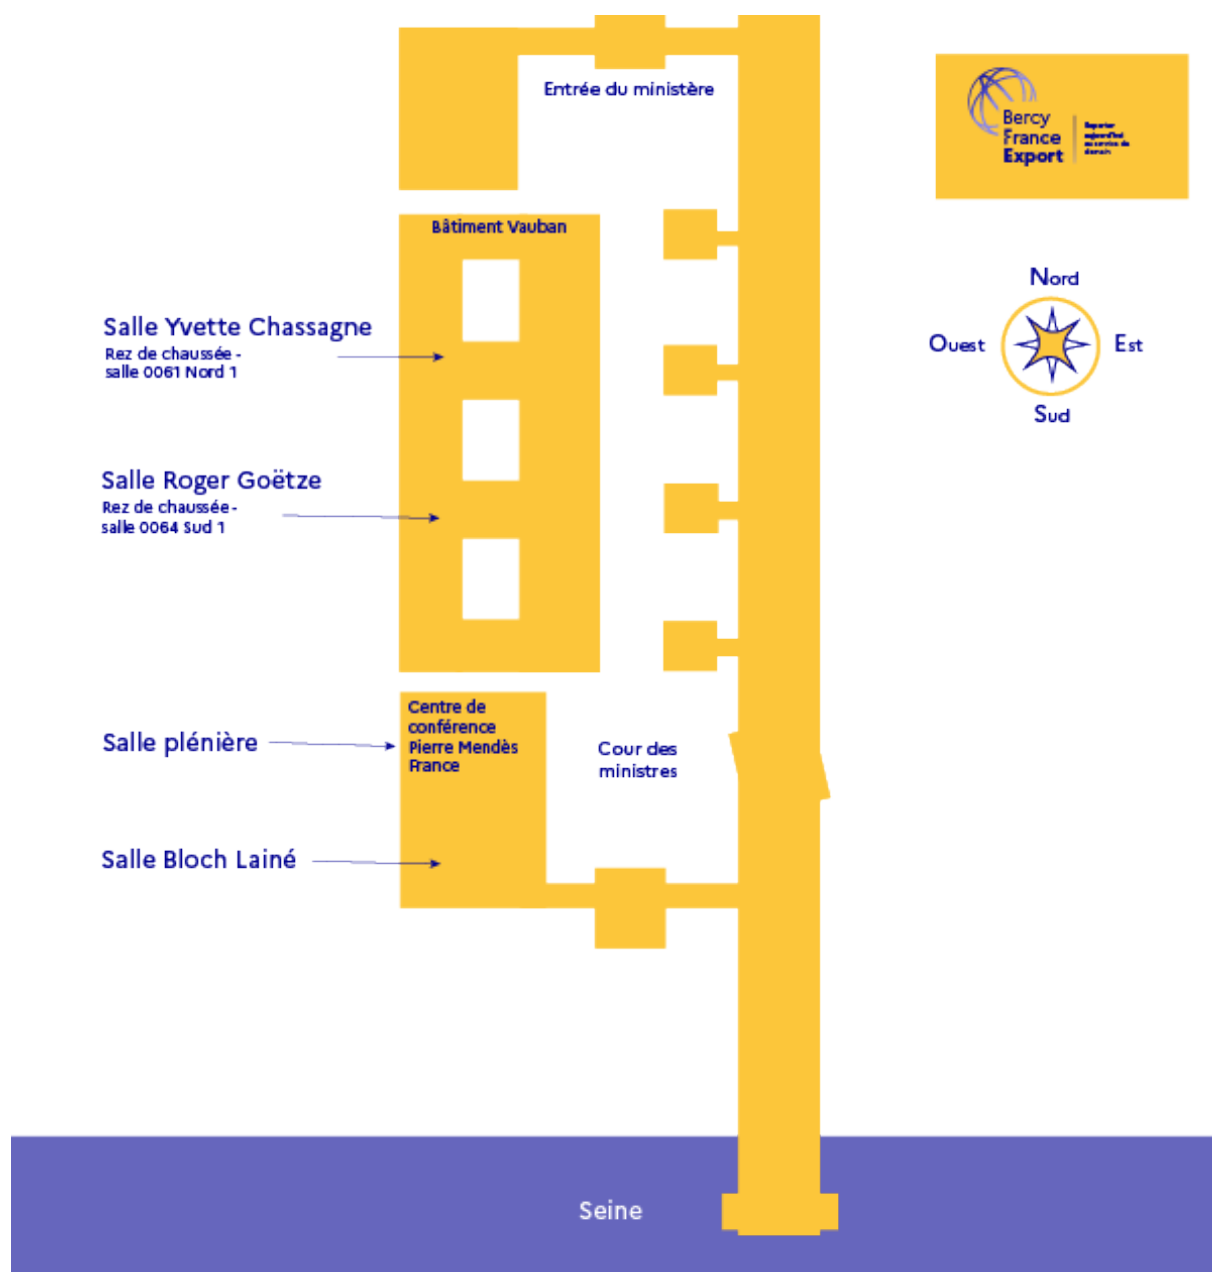 Entrée du ministère
Bercy
France
Export
Bâtiment Vauban
Nord
Ouest
Est
Sud
Salle Yvette Chassagne
Rez de chaussée -
salle 0061 Nord 1
Salle Roger Goëtze
Rez de chaussée -
salle 0064 Sud 1
Centre de
conférence
Pierre Mendès
France
Salle plénière
Cour des
ministres
Salle Bloch Lainé
Seine